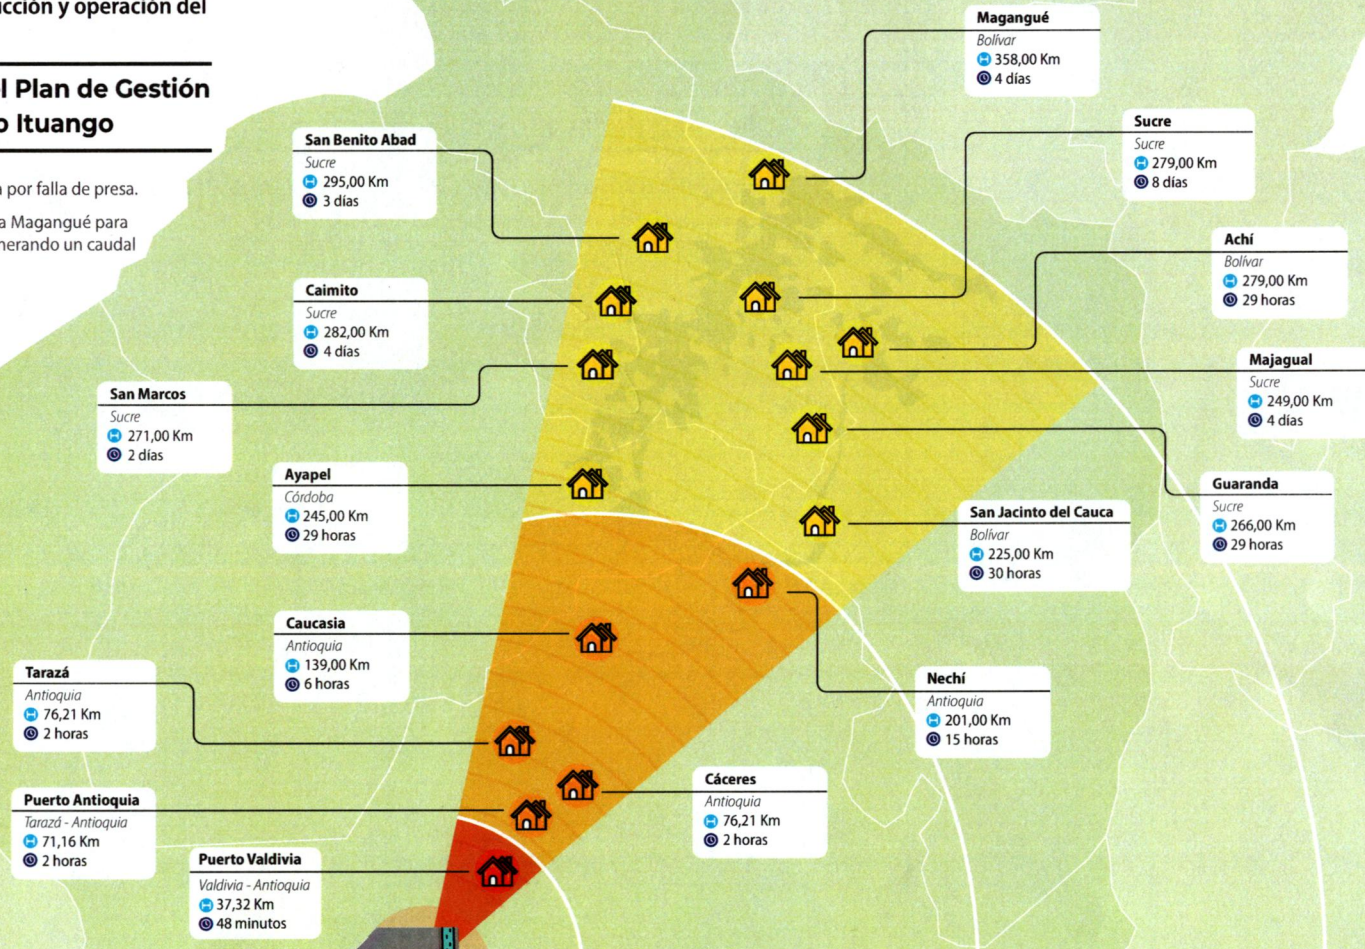 cción y operación del
l Plan de Gestión
o Ituango
por falla de presa.
a Magangué para
nerando un caudal
Magangué
Bolívar
358,00 Km
4 días
San Benito Abad
Sucre
295,00 Km
3 días
Sucre
Sucre
279,00 Km
8 días
Achí
Bolívar
279,00 Km
29 horas
Caimito
Sucre
282,00 Km
4 días
Majagual
Sucre
249,00 Km
4 días
San Marcos
Sucre
271,00 Km
2 días
Ayapel
Córdoba
245,00 Km
29 horas
Guaranda
Sucre
266,00 Km
29 horas
San Jacinto del Cauca
Bolívar
225,00 Km
30 horas
Caucasia
Antioquia
139,00 Km
6 horas
Tarazá
Antioquia
76,21 Km
2 horas
Nechí
Antioquia
201,00 Km
15 horas
Cáceres
Antioquia
76,21 Km
2 horas
Puerto Antioquia
Tarazá - Antioquia
71,16 Km
2 horas
Puerto Valdivia
Valdivia - Antioquia
37,32 Km
48 minutos